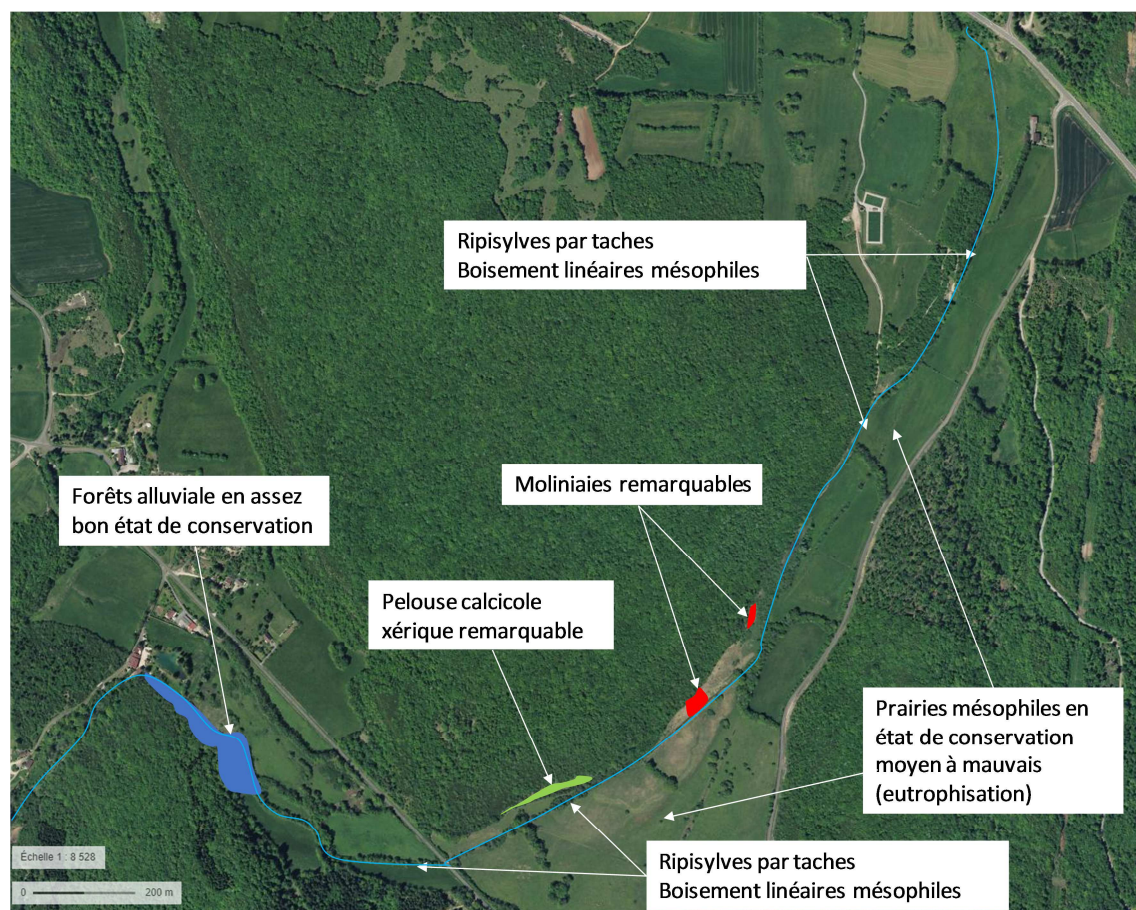 Ripisylves par taches
Boisement linéaires mésophiles
Moliniaies remarquables
Forêts alluviale en assez
bon état de conservation
Pelouse calcicole
xérique remarquable
Prairies mésophiles en
état de conservation
moyen à mauvais
(eutrophisation)
Ripisylves par taches
Boisement linéaires mésophiles
Échelle 1 : 8 528
0 200 m